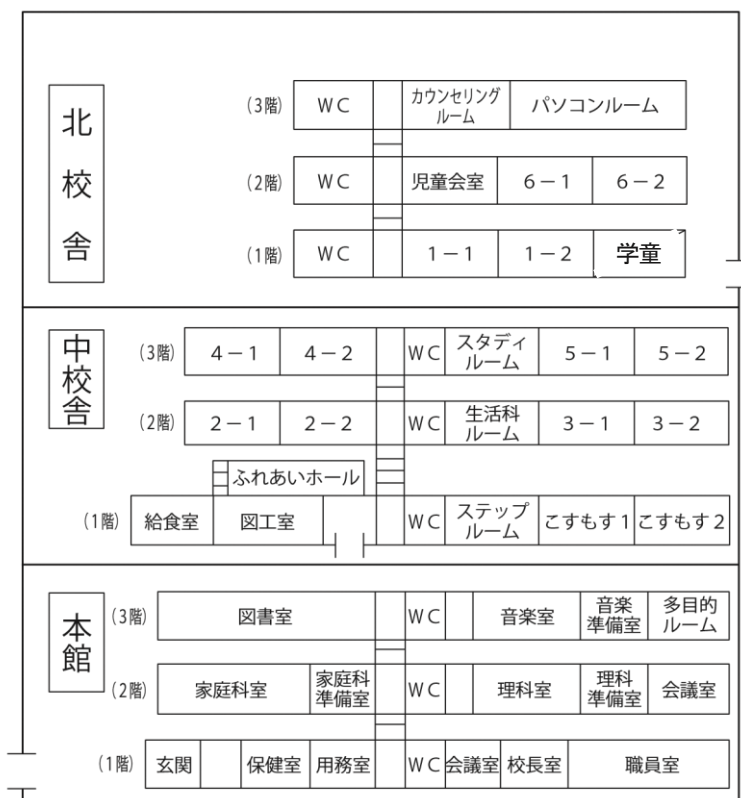 北校舎
(3階) WC カウンセリング パソコンルーム
ルーム
(2階) WC 児童会室 6－1 6－2
(1階) WC 1－1 1－2 学童
中校舎
(3階) 4－1 4－2 WC スタディ 5－1 5－2
ルーム
(2階) 2－1 2－2 WC 生活科 3－1 3－2
ルーム
ふれあいホール
(1階) 給食室 図工室 WC ステップ こすもす1 こすもす2
ルーム
本館
(3階) 図書室 WC 音楽室 音楽 多目的
準備室 ルーム
(2階) 家庭科室 家庭科 WC 理科室 理科 会議室
準備室 準備室
(1階) 玄関 保健室 用務室 WC 会議室 校長室 職員室